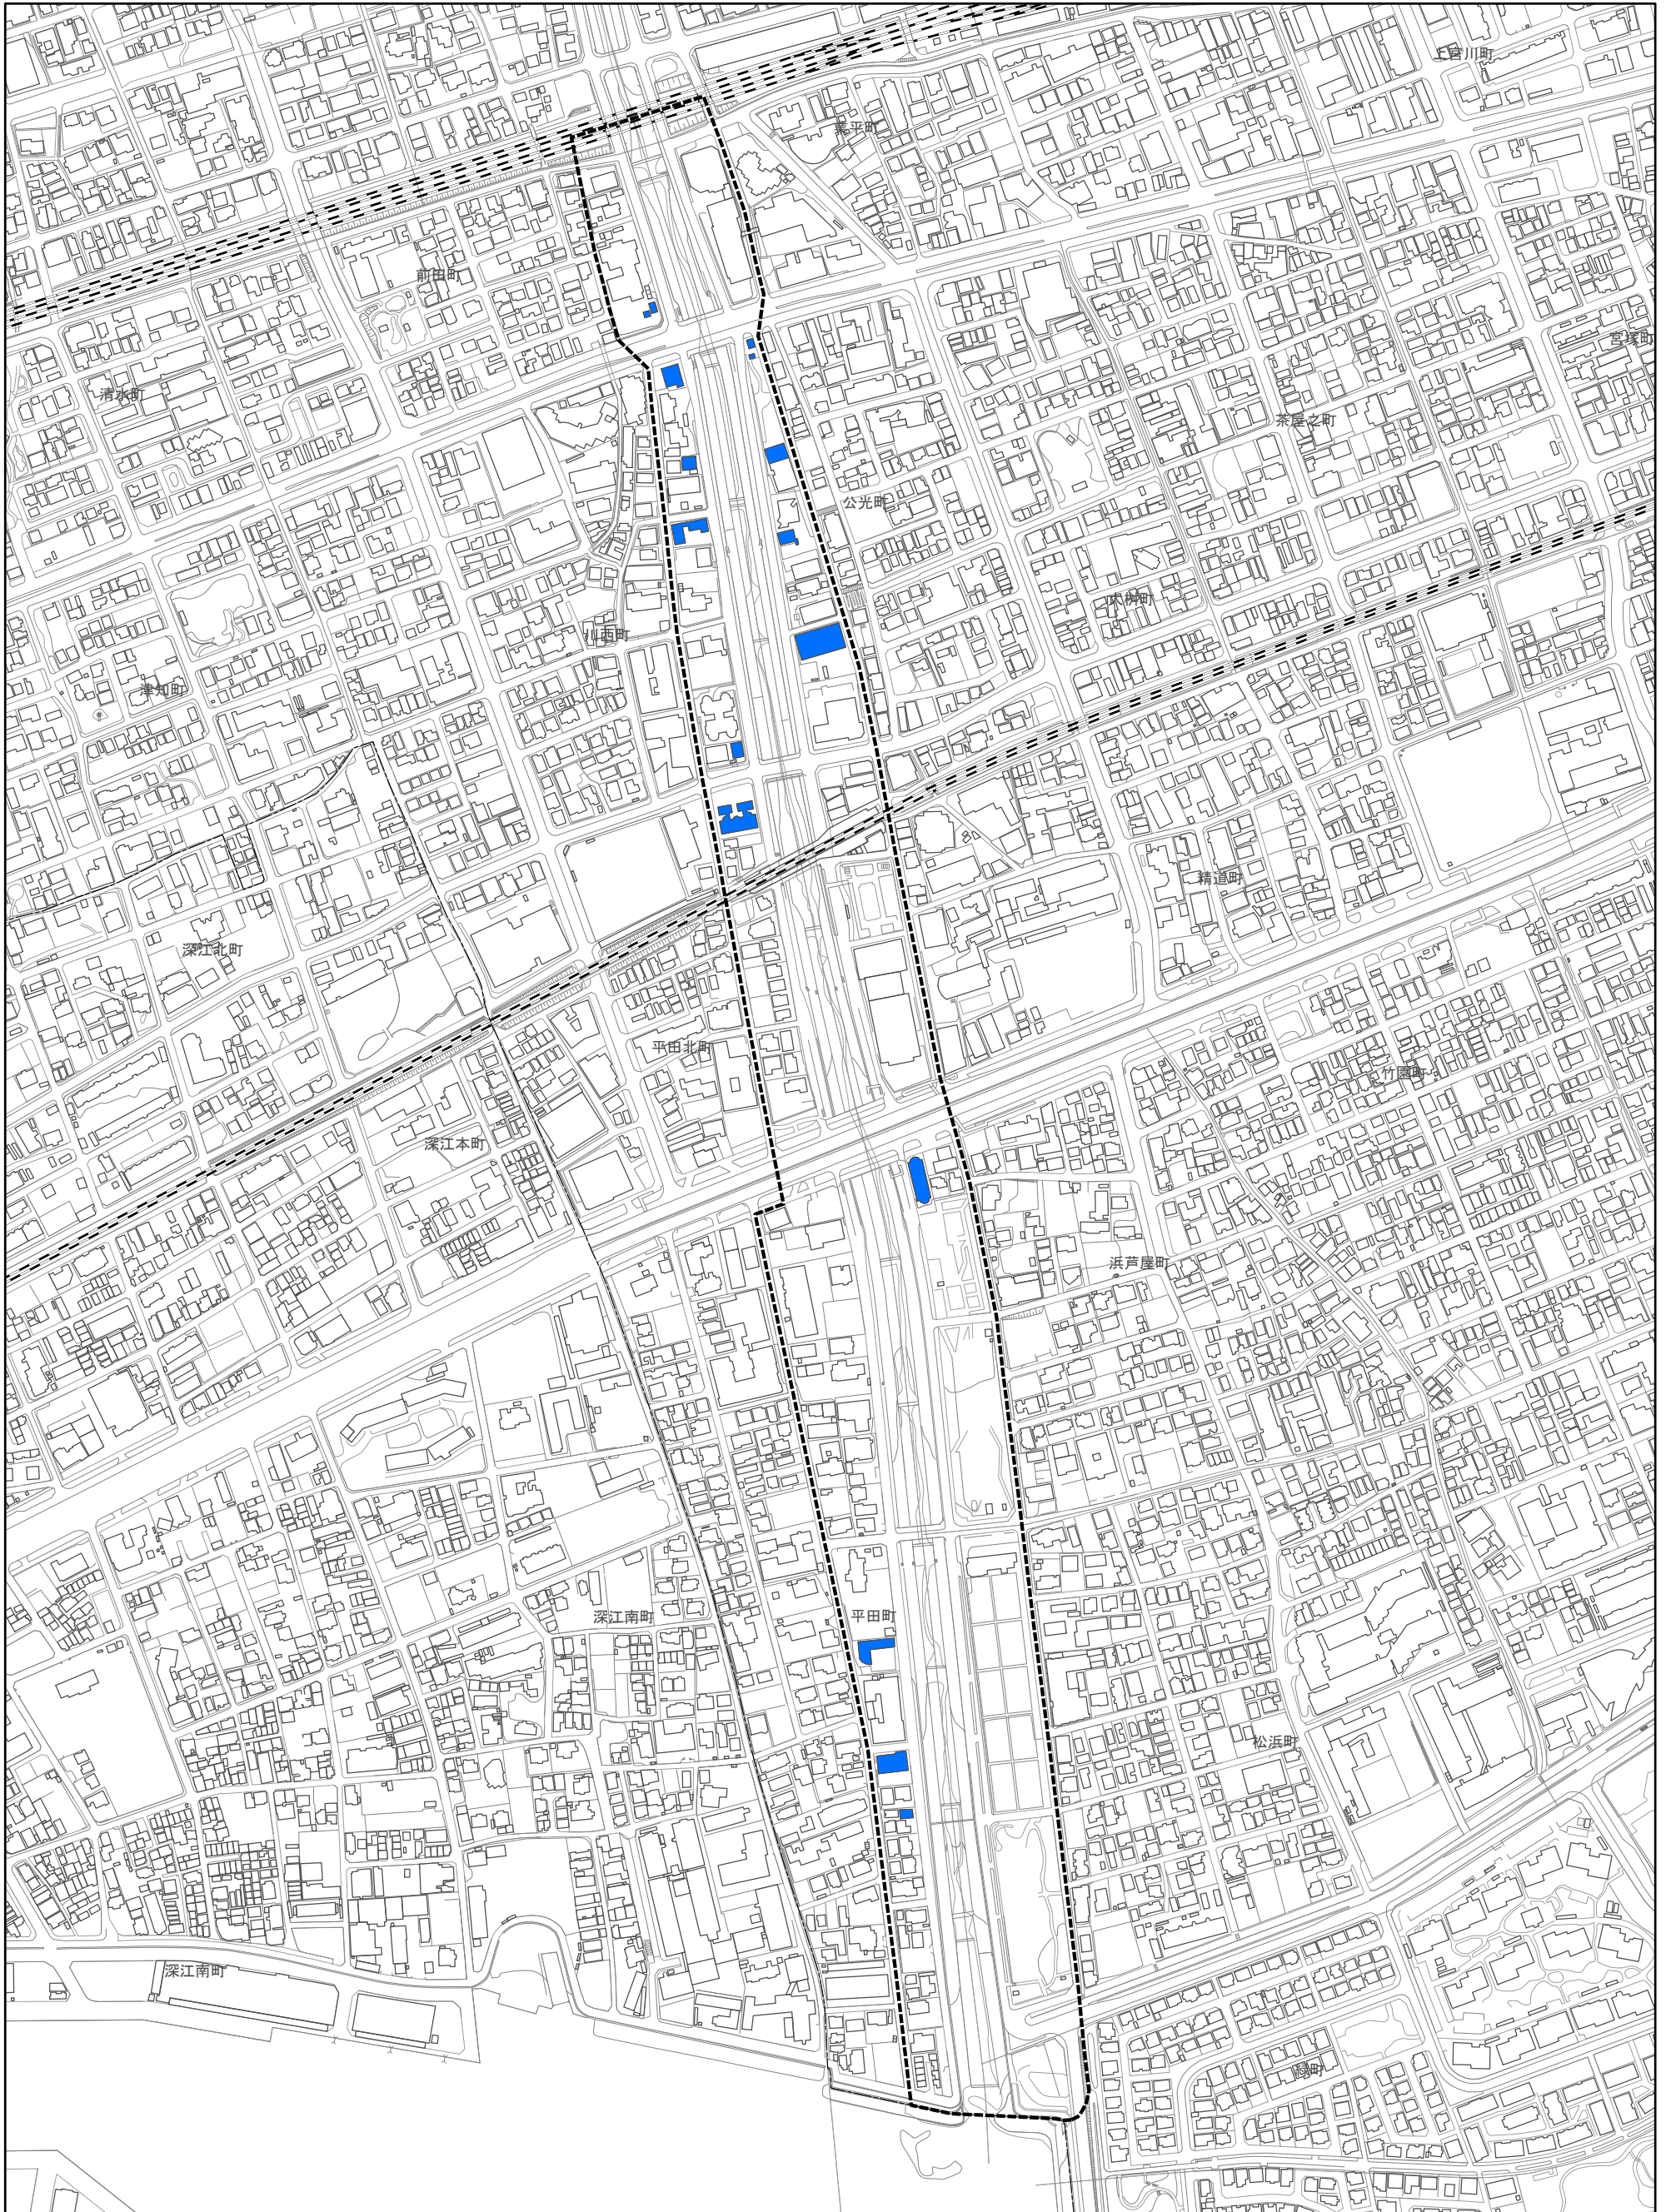 上宮川町
業平町
前田町
宮塚町
清水町
茶屋之町
公光町
大桝町
川西町
津知町
精道町
深江北町
平田北町
竹園町
深江本町
浜芦屋町
深江南町
平田町
松浜町
深江南町
緑町